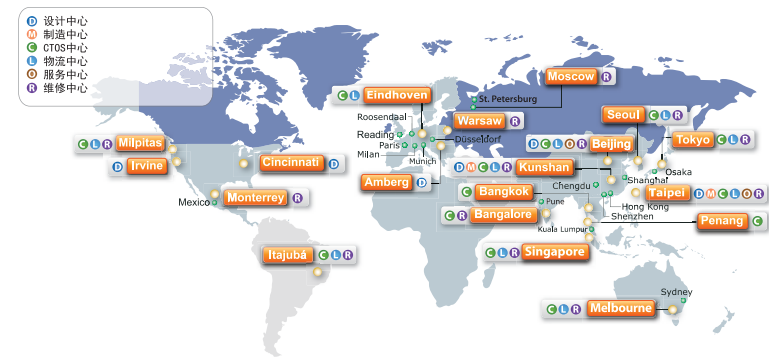 D 设计中心
M 制造中心
C CTOS中心
L 物流中心
O 服务中心
R 维修中心
Moscow R
C L Eindhoven
St. Petersburg
Roosendaal
Seoul C L R
Warsaw R
Reading
Düsseldorf
Tokyo C L R
C L R Milpitas
Paris
D C L O R Beijing
Milan
Munich
D Irvine
Cincinnati D
D M C L R Kunshan
Osaka
Amberg D
Chengdu
Shanghai
C Bangkok
Taipei D M C L O R
Monterrey R
Mexico
Pune
Hong Kong
C R Bangalore
Shenzhen
Penang C
Kuala Lumpur
Itajubá C L R
C L R Singapore
Sydney
C L R Melbourne